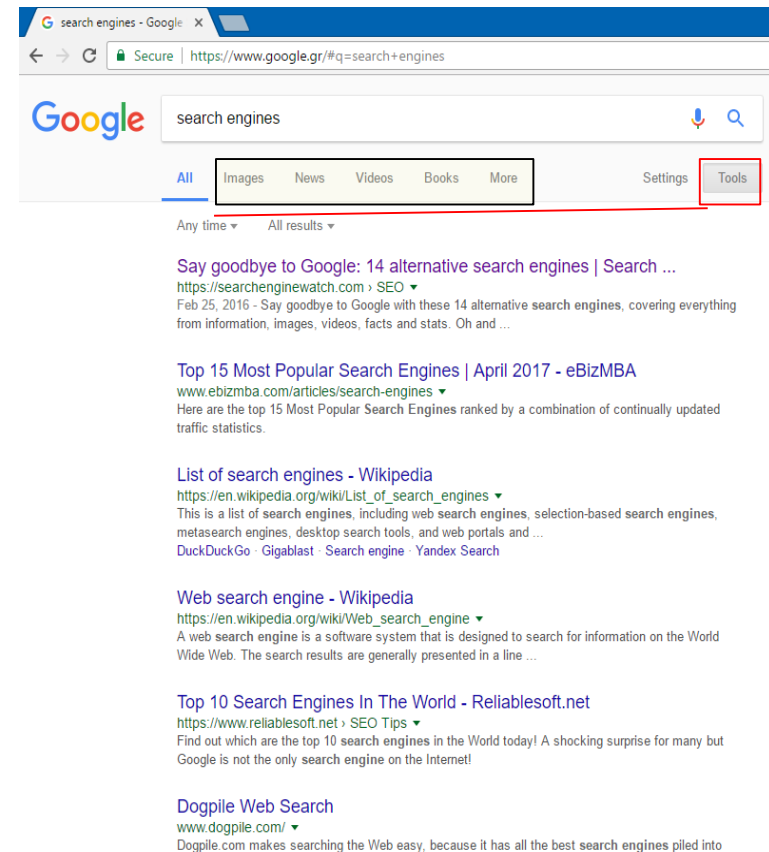 search engines - Google
Secure | https://www.google.gr/#q=search+engines
Google search engines
All Images News Videos Books More Settings Tools
Any time All results
Say goodbye to Google: 14 alternative search engines | Search ...
https://searchenginewatch.com › SEO
Feb 25, 2016 - Say goodbye to Google with these 14 alternative search engines, covering everything
from information, images, videos, facts and stats. Oh and ...
Top 15 Most Popular Search Engines | April 2017 - eBizMBA
www.ebizmba.com/articles/search-engines
Here are the top 15 Most Popular Search Engines ranked by a combination of continually updated
traffic statistics.
List of search engines - Wikipedia
https://en.wikipedia.org/wiki/List_of_search_engines
This is a list of search engines, including web search engines, selection-based search engines,
metasearch engines, desktop search tools, and web portals and ...
DuckDuckGo · Gigablast · Search engine · Yandex Search
Web search engine - Wikipedia
https://en.wikipedia.org/wiki/Web_search_engine
A web search engine is a software system that is designed to search for information on the World
Wide Web. The search results are generally presented in a line ...
Top 10 Search Engines In The World - Reliablesoft.net
https://www.reliablesoft.net › SEO Tips
Find out which are the top 10 search engines in the World today! A shocking surprise for many but
Google is not the only search engine on the Internet!
Dogpile Web Search
www.dogpile.com/
Dogpile.com makes searching the Web easy, because it has all the best search engines piled into